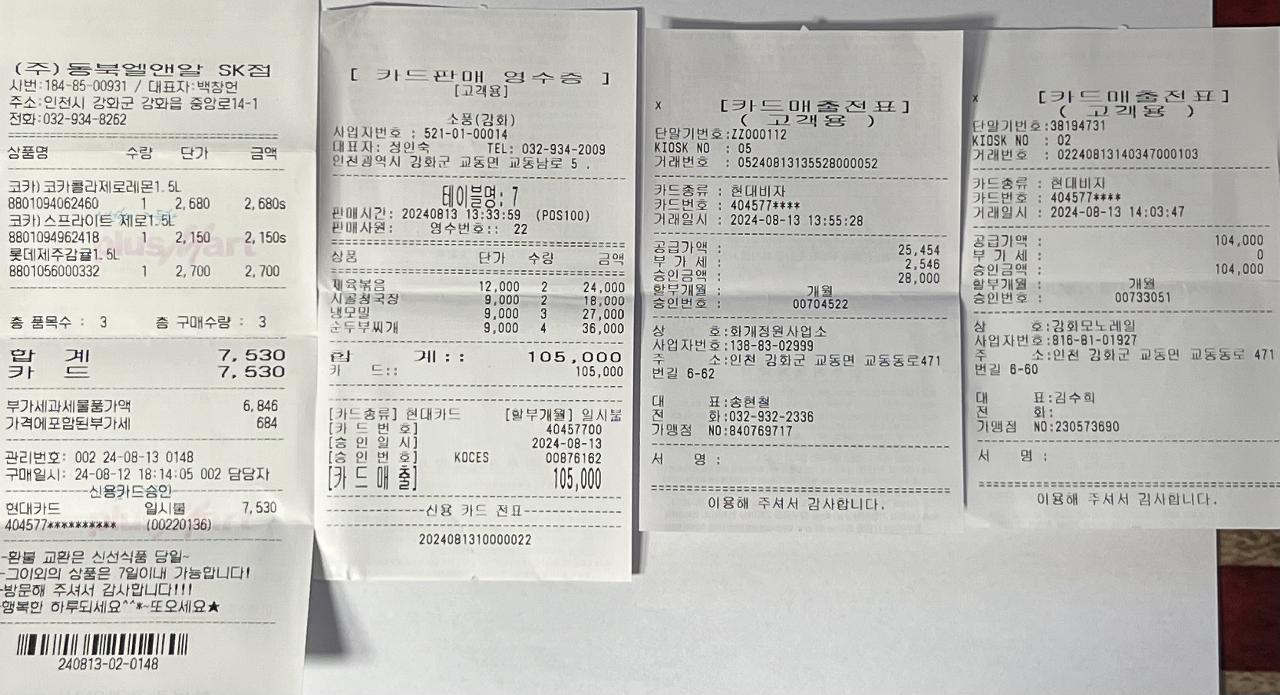 (주)동북엘앤알 SK점
사번:184-85-00931 / 대표자:백창헌
주소:인천시 강화군 강화읍 중앙로14-1
전화:032-934-8262
상품명 수량 단가 금액
코카)코카콜라제로레몬1.5L
8801094062460 1 2,680 2,680s
코카)스프라이트 제로1.5L
8801094962418 1 2,150 2,150s
롯데제주감귤1.5L
8801056000332 1 2,700 2,700
총 품목수 : 3 총 구매수량 : 3
합 계 7,530
카 드 7,530
부가세과세물품가액 6,846
가격에포함된부가세 684
관리번호: 002 24-08-13 0148
구매일시: 24-08-12 18:14:05 002 담당자
신용카드승인
현대카드 일시불 7,530
404577********** (00220136)
~환불 교환은 신선식품 당일~
~그이외의 상품은 7일이내 가능합니다!
~방문해 주셔서 감사합니다!!!
~행복한 하루되세요^^*~또오세요★
240813-02-0148
[ 카드판매 영수증 ]
[고객용]
소풍(강화)
사업자번호 : 521-01-00014
대표자: 정인숙 TEL: 032-934-2009
인천광역시 강화군 교동면 교동남로 5 .
테이블명: 7
판매시간: 20240813 13:33:59 (POS100)
판매사원: 영수번호:: 22
상품 단가 수량 금액
제육볶음 12,000 2 24,000
시골청국장 9,000 2 18,000
냉모밀 9,000 3 27,000
순두부찌개 9,000 4 36,000
합 계:: 105,000
카 드:: 105,000
[카드종류] 현대카드 [할부개월] 일시불
[카드 번호] 40457700
[승인일시] 2024-08-13
[승인번호] KOCES 00876162
[카드매출] 105,000
신용 카드 전표
2024081310000022
x [카드매출전표]
( 고객용 )
단말기번호:ZZ000112
KIOSK NO : 05
거래번호 : 05240813135528000052
카드종류 : 현대비자
카드번호 : 404577****
거래일시 : 2024-08-13 13:55:28
공급가액 : 25,454
부 가 세 : 2,546
승인금액 : 28,000
할부개월 : 개월
승인번호 : 00704522
상 호:화개정원사업소
사업자번호:138-83-02999
주 소:인천 강화군 교동면 교동동로471
번길 6-62
대 표:송현철
전 화:032-932-2336
가맹점 NO:840769717
서 명 :
이용해 주셔서 감사합니다.
x [카드매출전표]
( 고객용 )
단말기번호:38194731
KIOSK NO : 02
거래번호 : 02240813140347000103
카드종류 : 현대비자
카드번호 : 404577****
거래일시 : 2024-08-13 14:03:47
공급가액 : 104,000
부 가 세 : 0
승인금액 : 104,000
할부개월 : 개월
승인번호 : 00733051
상 호:강화모노레일
사업자번호:816-81-01927
주 소:인천 강화군 교동면 교동동로 471
번길 6-60
대 표:김수희
전 화:
가맹점 NO:230573690
서 명 :
이용해 주셔서 감사합니다.